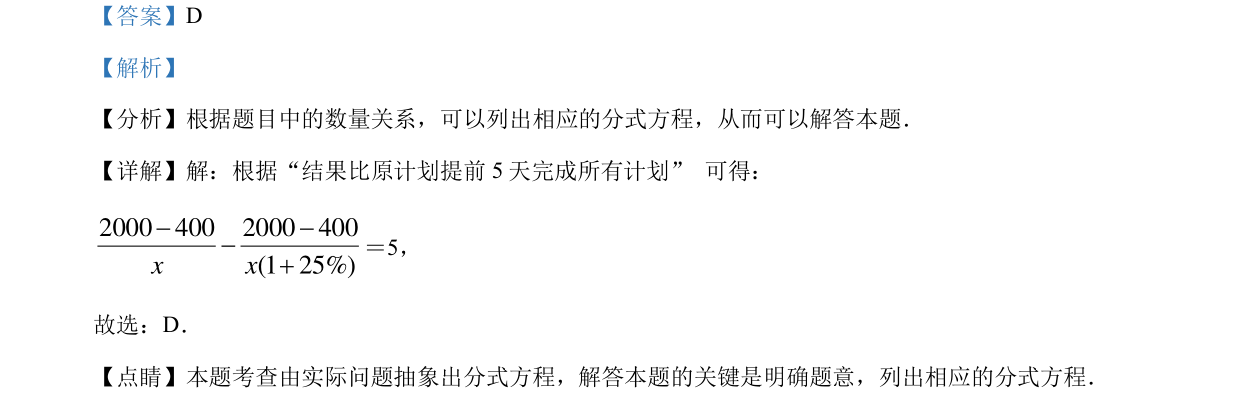 【答案】D
【解析】
【分析】根据题目中的数量关系，可以列出相应的分式方程，从而可以解答本题．
【详解】解：根据“结果比原计划提前 5 天完成所有计划” 可得：
\frac{2000-400}{x}-\frac{2000-400}{x(1+25\%)}＝5，
故选：D．
【点睛】本题考查由实际问题抽象出分式方程，解答本题的关键是明确题意，列出相应的分式方程．